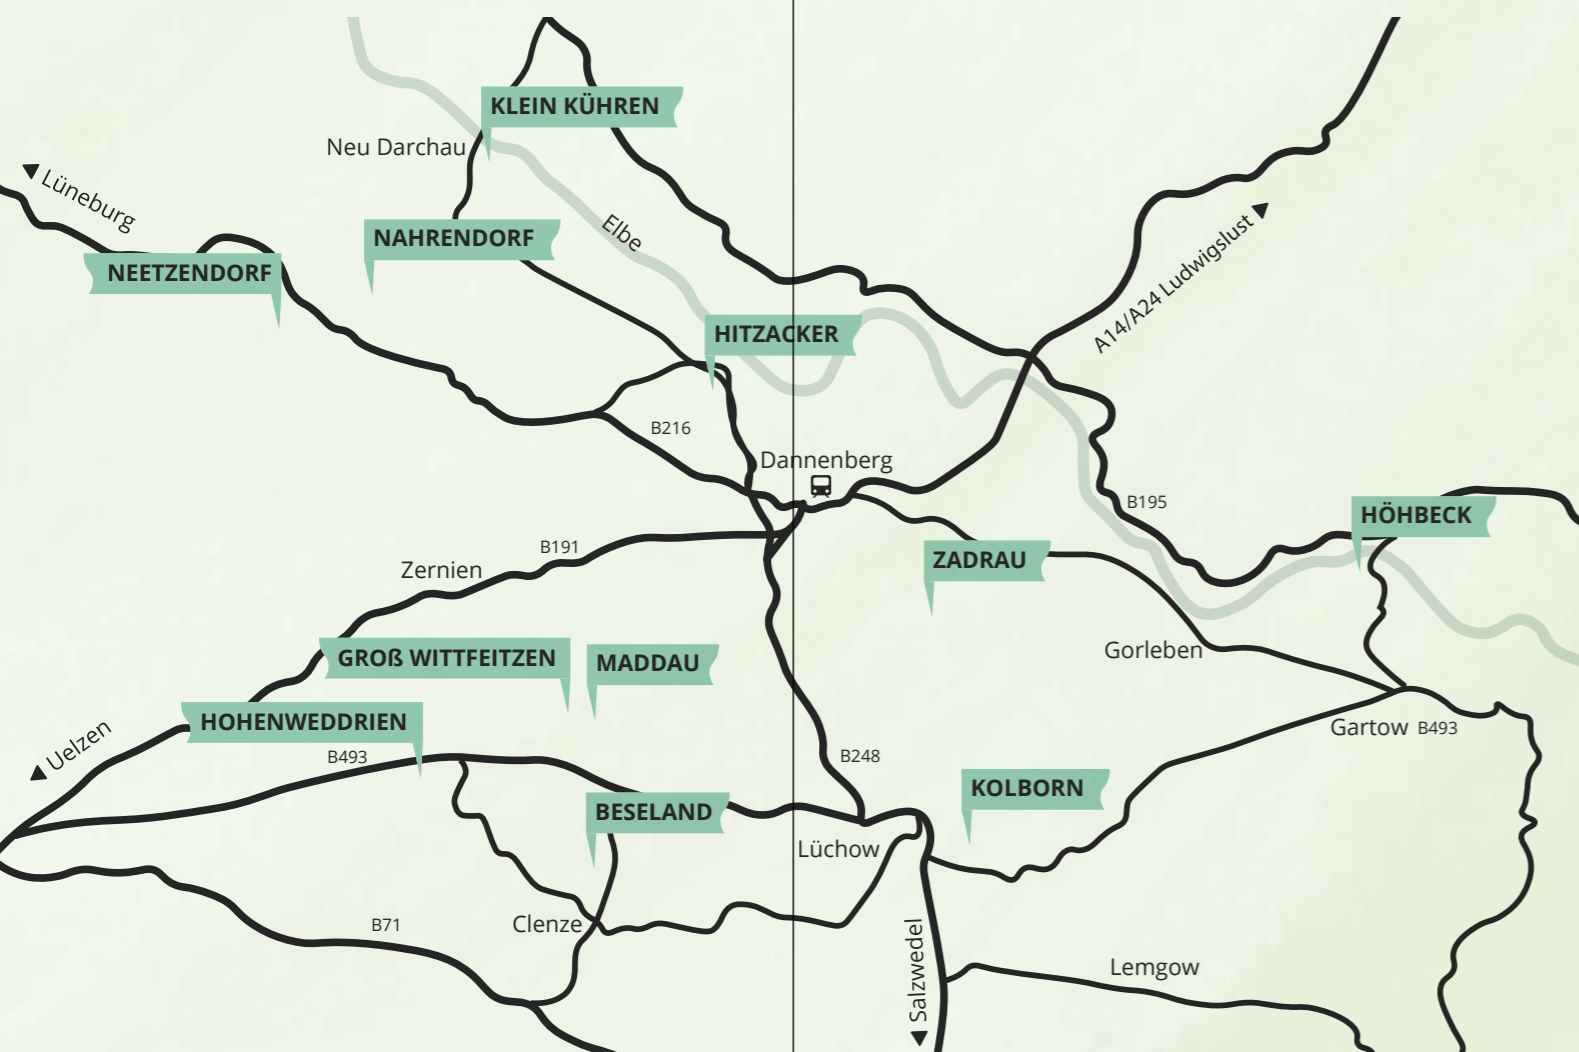 KLEIN KÜHREN
Neu Darchau
Lüneburg
Elbe
NAHRENDORF
NEETZENDORF
A14/A24 Ludwigslust
HITZACKER
B216
Dannenberg
B195
HÖHBECK
B191
ZADRAU
Zernien
Gorleben
GROß WITTFEITZEN
MADDAU
HOHENWEDDRIEN
Uelzen
B493
B248
Gartow B493
KOLBORN
BESELAND
Lüchow
B71
Clenze
Salzwedel
Lemgow